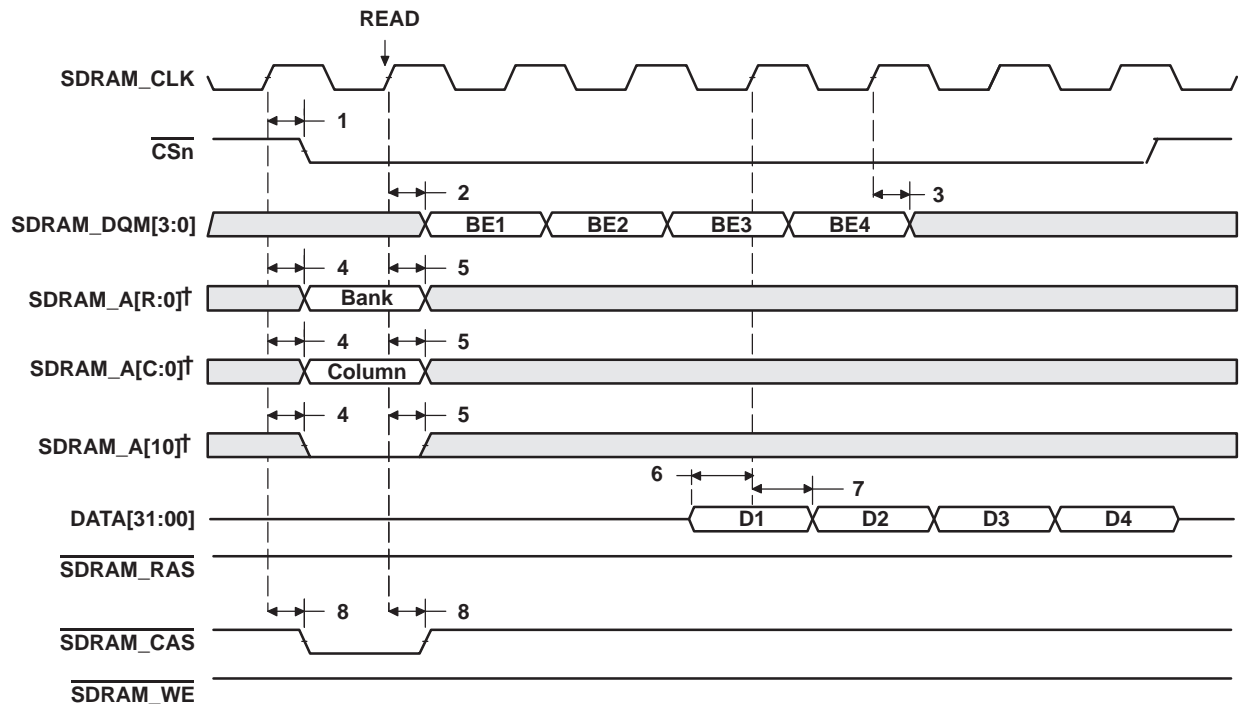 READ
SDRAM_CLK
1
CSn
2
3
SDRAM_DQM[3:0] BE1 BE2 BE3 BE4
4 5
SDRAM_A[R:0]† Bank
4 5
SDRAM_A[C:0]† Column
4 5
SDRAM_A[10]†
6 7
DATA[31:00] D1 D2 D3 D4
SDRAM_RAS
8 8
SDRAM_CAS
SDRAM_WE